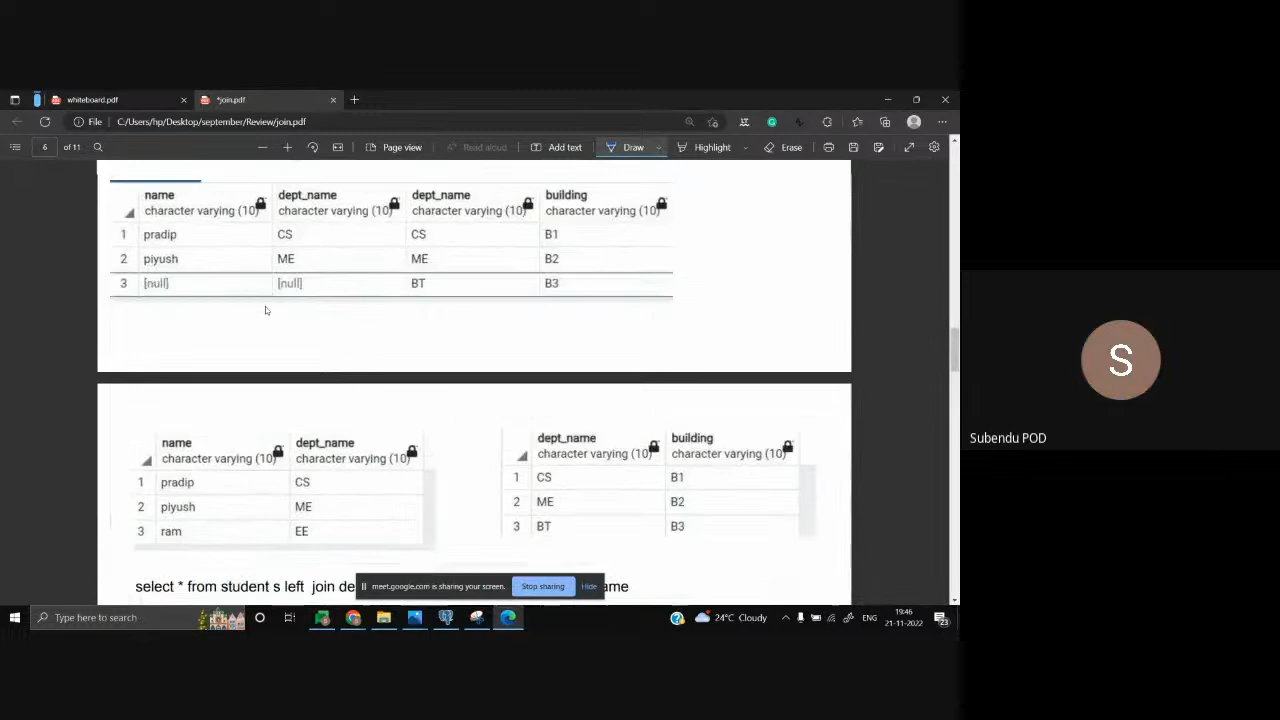 whiteboard.pdf
*join.pdf
File
C:/Users/hp/Desktop/september/Review/join.pdf
6 of 11
Page view
Read aloud
Add text
Draw
Highlight
Erase
name dept_name dept_name building
character varying (10) character varying (10) character varying (10) character varying (10)
1 pradip CS CS B1
2 piyush ME ME B2
3 [null] [null] BT B3
name dept_name
character varying (10) character varying (10)
1 pradip CS
2 piyush ME
3 ram EE
dept_name building
character varying (10) character varying (10)
1 CS B1
2 ME B2
3 BT B3
select * from student s left join de
ame
meet.google.com is sharing your screen.
Stop sharing
Hide
S
Subendu POD
Type here to search
24°C Cloudy
ENG
19:46
21-11-2022
23